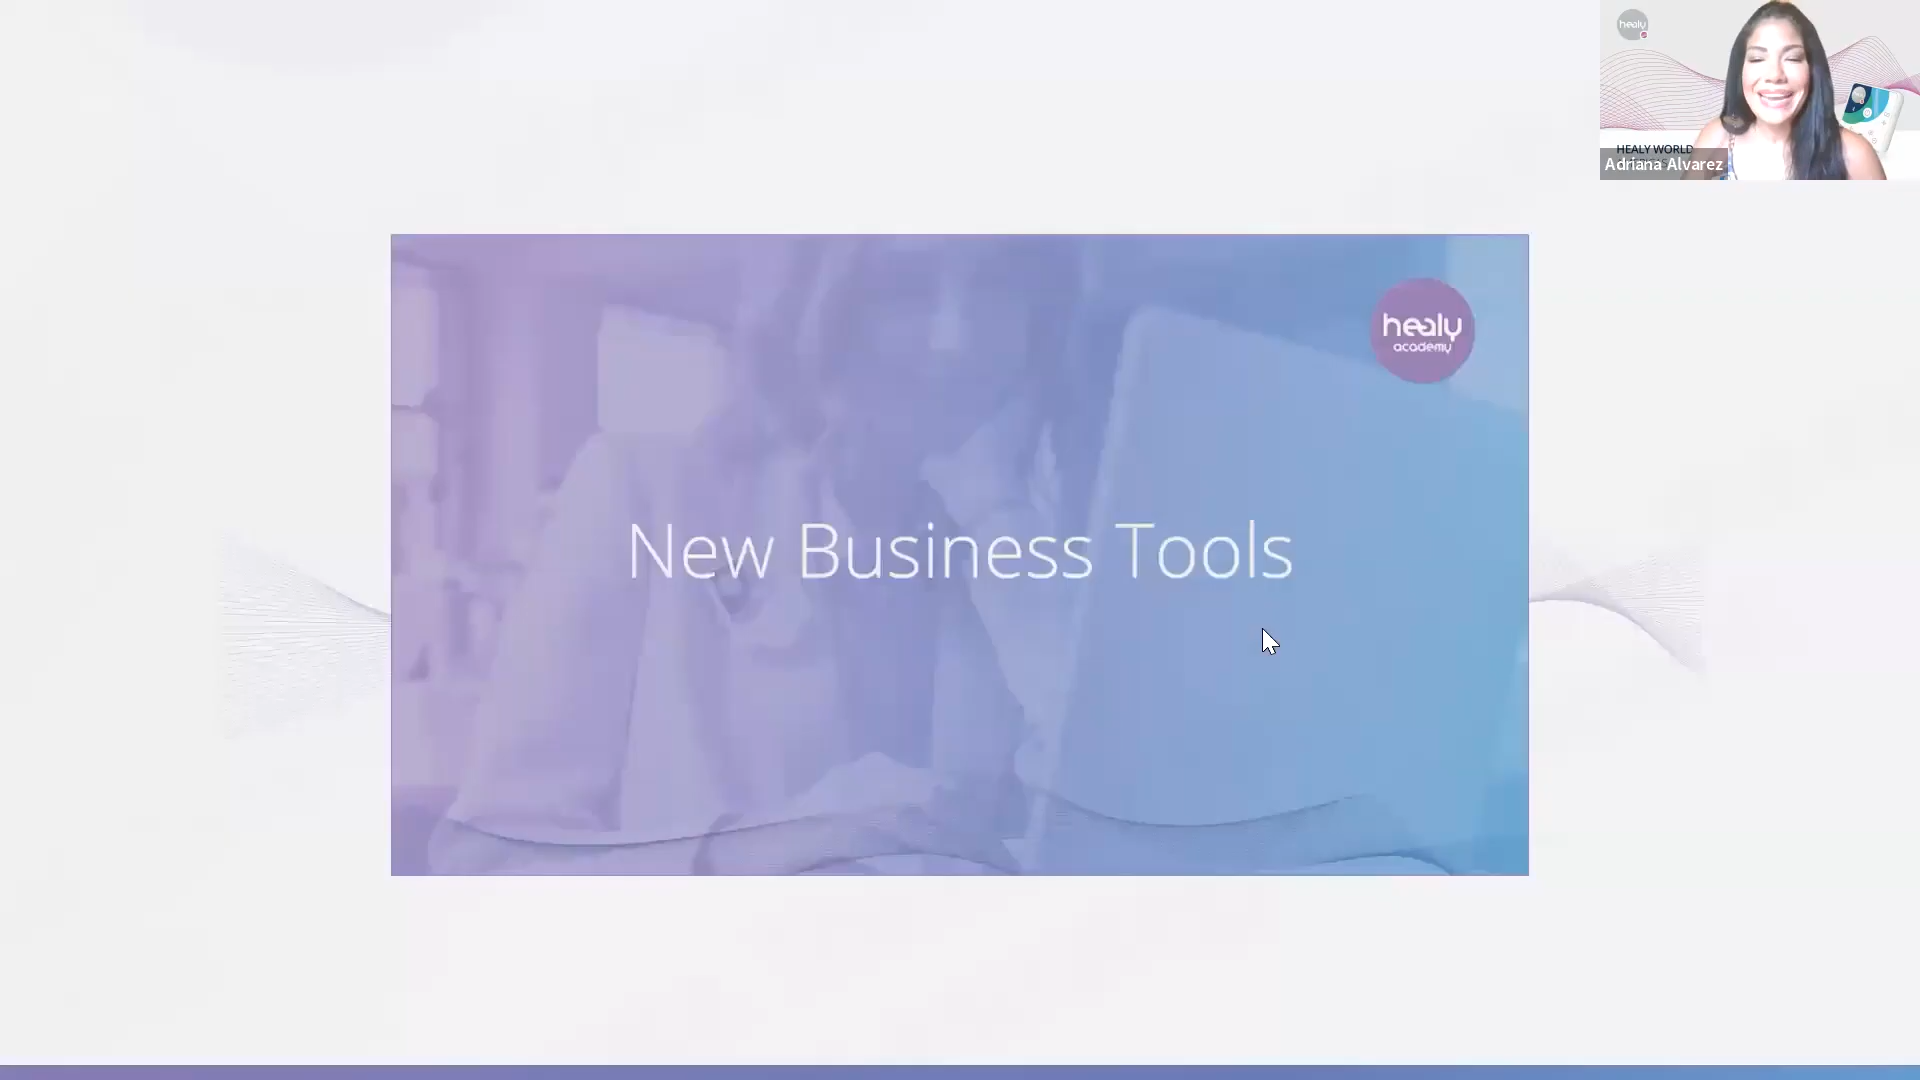 healy
HEALY WORLD
Adriana Alvarez
healy
academy
New Business Tools